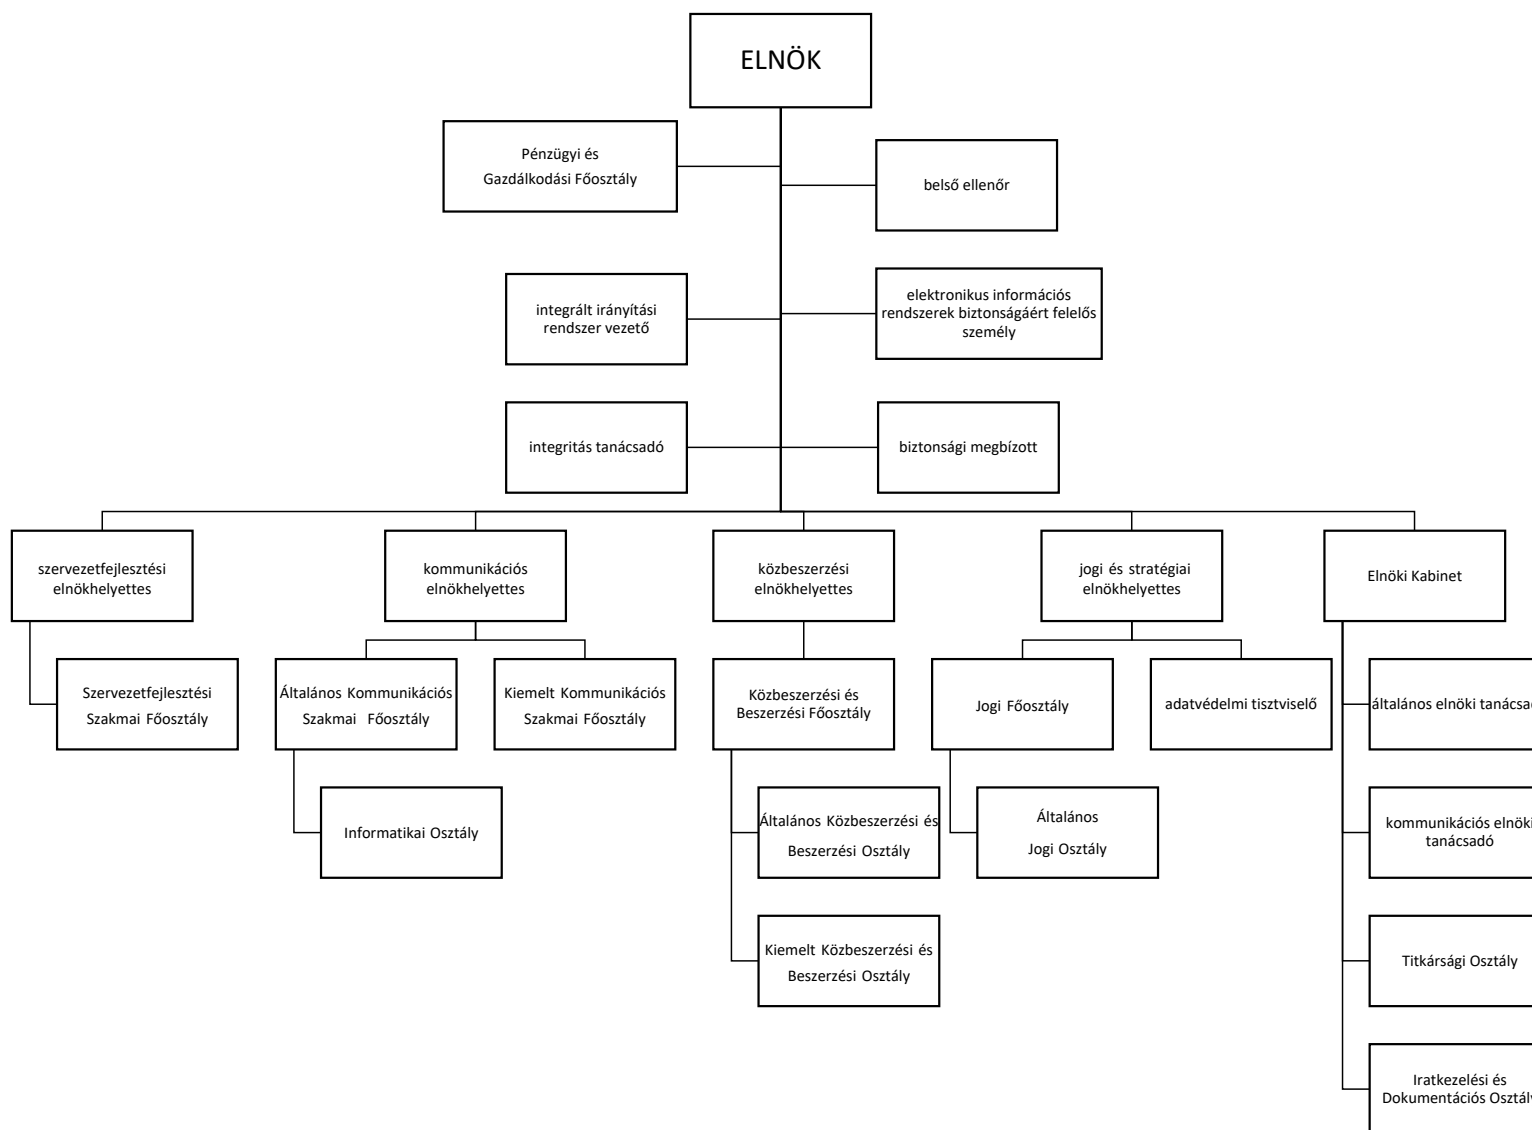 ELNÖK
Pénzügyi és
Gazdálkodási Főosztály
belső ellenőr
integrált irányítási
rendszer vezető
elektronikus információs
rendszerek biztonságáért felelős
személy
integritás tanácsadó
biztonsági megbízott
szervezetfejlesztési
elnökhelyettes
kommunikációs
elnökhelyettes
közbeszerzési
elnökhelyettes
jogi és stratégiai
elnökhelyettes
Elnöki Kabinet
Szervezetfejlesztési
Szakmai Főosztály
Általános Kommunikációs
Szakmai Főosztály
Kiemelt Kommunikációs
Szakmai Főosztály
Közbeszerzési és
Beszerzési Főosztály
Jogi Főosztály
adatvédelmi tisztviselő
általános elnöki
Informatikai Osztály
Általános Közbeszerzési és
Beszerzési Osztály
Általános
Jogi Osztály
kommunikációs elnöki
tanácsadó
Kiemelt Közbeszerzési és
Beszerzési Osztály
Titkársági Osztály
Iratkezelési és
Dokumentációs Osztály